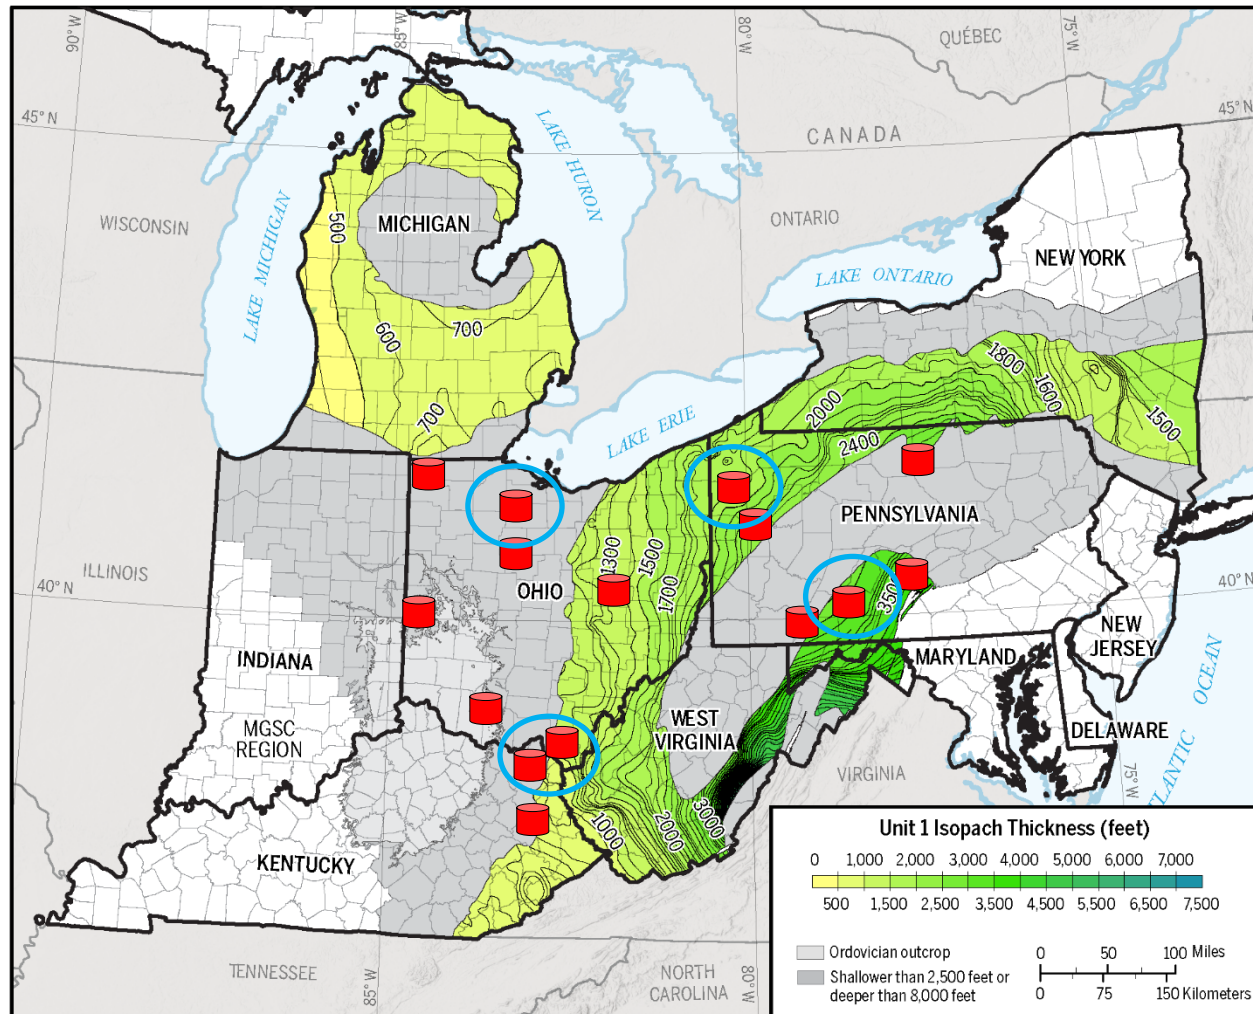 90° W
85° W
80° W
75° W
QUÉBEC
45° N
45° N
CANADA
LAKE HURON
WISCONSIN
500
MICHIGAN
ONTARIO
LAKE MICHIGAN
LAKE ONTARIO
NEW YORK
600
700
1800
1600
LAKE ERIE
2000
1500
700
2400
PENNSYLVANIA
1300
1500
1700
ILLINOIS
40° N
OHIO
350
40° N
NEW
JERSEY
INDIANA
MARYLAND
WEST
VIRGINIA
DELAWARE
MGSC
REGION
VIRGINIA
75° W
ATLANTIC OCEAN
1000
2000
3000
KENTUCKY
TENNESSEE
85° W
NORTH
CAROLINA
80° W
Unit 1 Isopach Thickness (feet)
0 1,000 2,000 3,000 4,000 5,000 6,000 7,000
500 1,500 2,500 3,500 4,500 5,500 6,500 7,500
Ordovician outcrop
Shallower than 2,500 feet or
deeper than 8,000 feet
0 50 100 Miles
0 75 150 Kilometers